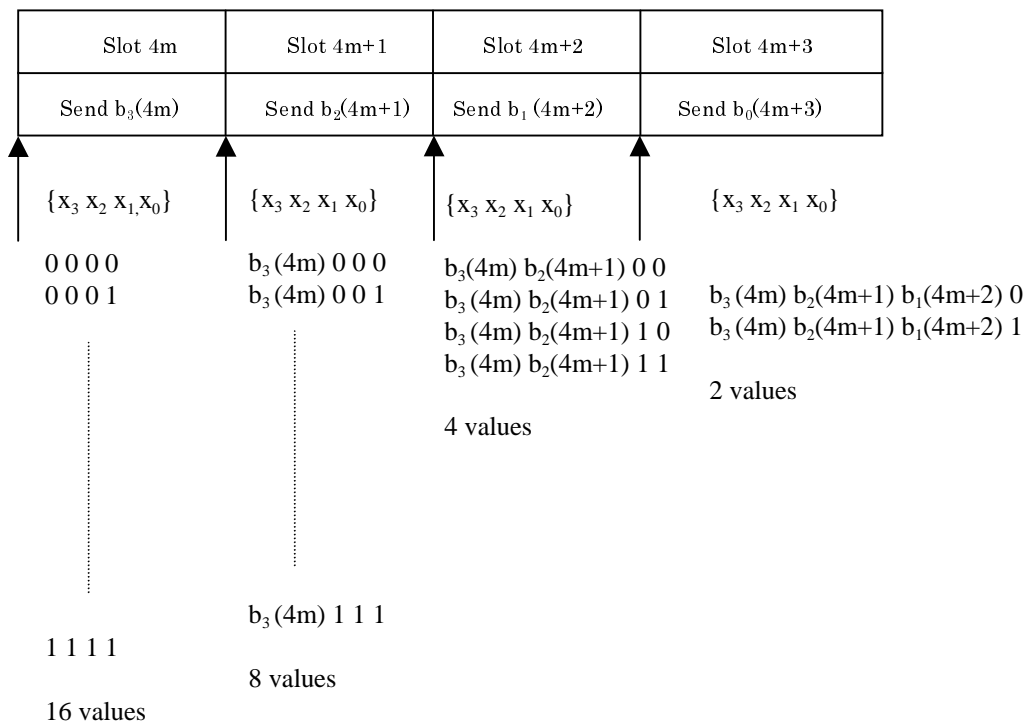 Slot 4m
Slot 4m+1
Slot 4m+2
Slot 4m+3
Send b₃(4m)
Send b₂(4m+1)
Send b₁ (4m+2)
Send b₀(4m+3)
{x₃ x₂ x₁,x₀}
0 0 0 0
0 0 0 1
1 1 1 1
16 values
{x₃ x₂ x₁ x₀}
b₃ (4m) 0 0 0
b₃ (4m) 0 0 1
b₃ (4m) 1 1 1
8 values
{x₃ x₂ x₁ x₀}
b₃(4m) b₂(4m+1) 0 0
b₃ (4m) b₂(4m+1) 0 1
b₃ (4m) b₂(4m+1) 1 0
b₃ (4m) b₂(4m+1) 1 1
4 values
{x₃ x₂ x₁ x₀}
b₃ (4m) b₂(4m+1) b₁(4m+2) 0
b₃ (4m) b₂(4m+1) b₁(4m+2) 1
2 values